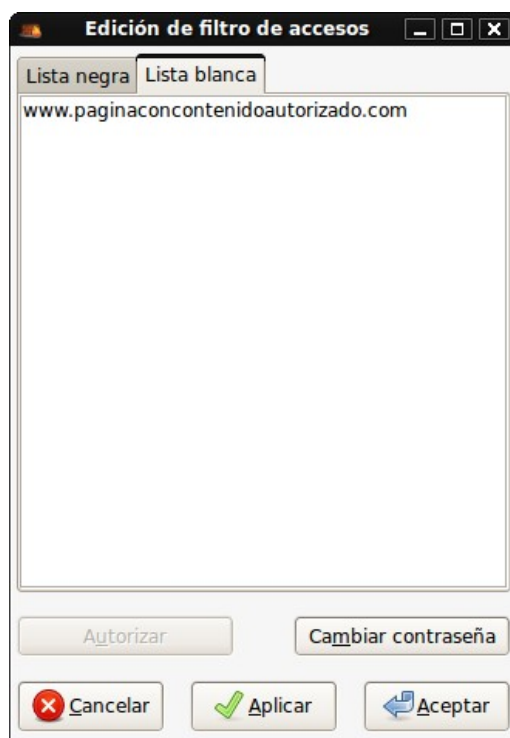 Edición de filtro de accesos
Lista negra Lista blanca
www.paginaconcontenidoautorizado.com
Autorizar Cambiar contraseña
Cancelar Aplicar Aceptar